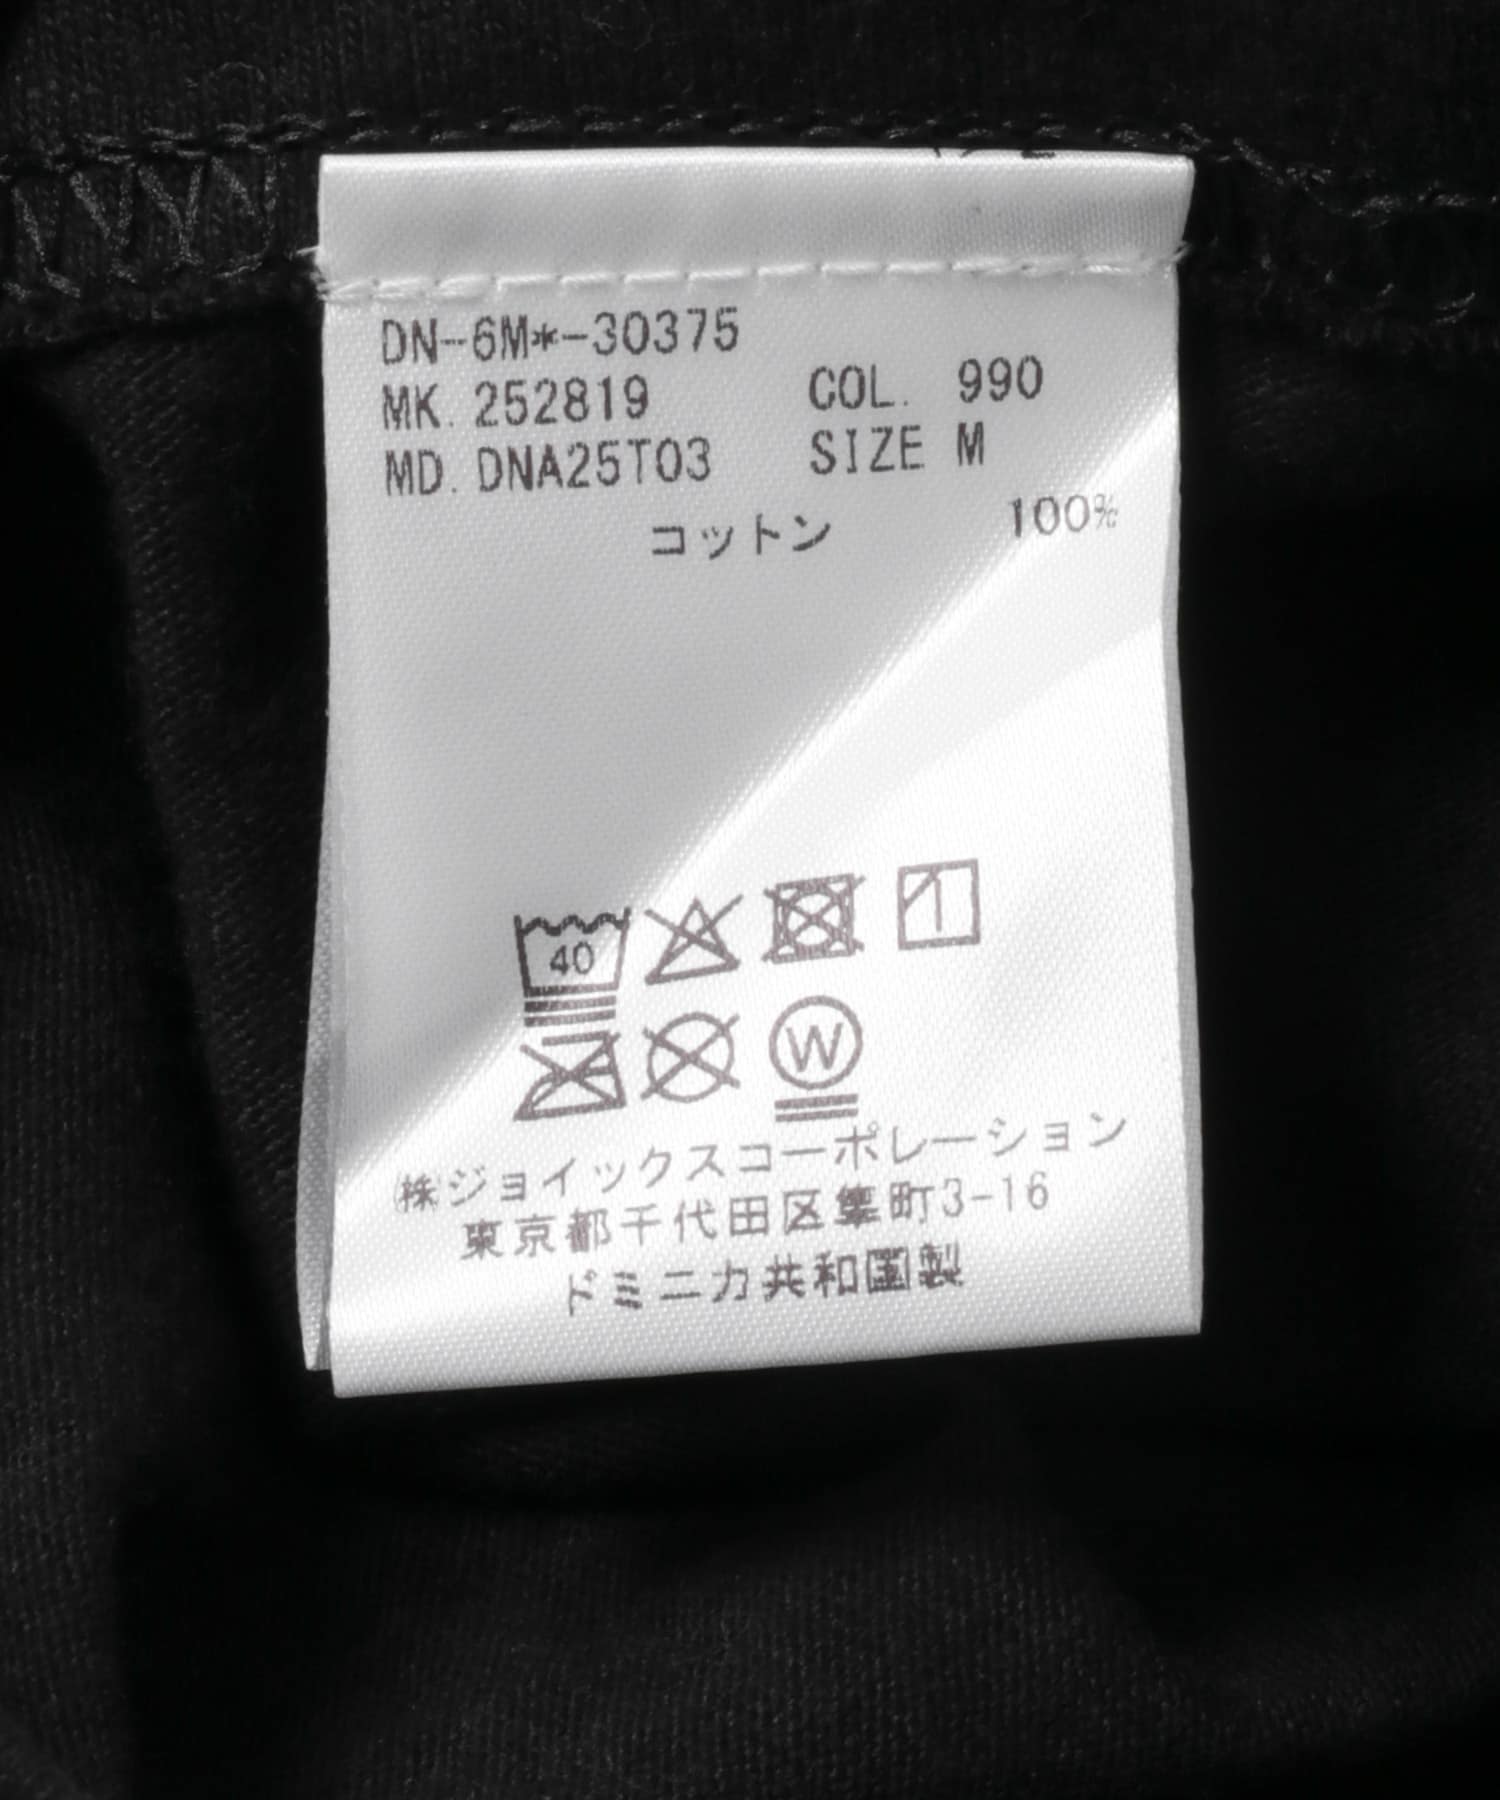 DN-6M*-30375
MK. 252819 COL. 990
MD. DNA25T03 SIZE M
コットン 100%
40
W
㈱ジョイックスコーポレーション
東京都千代田区隼町3-16
ドミニカ共和国製